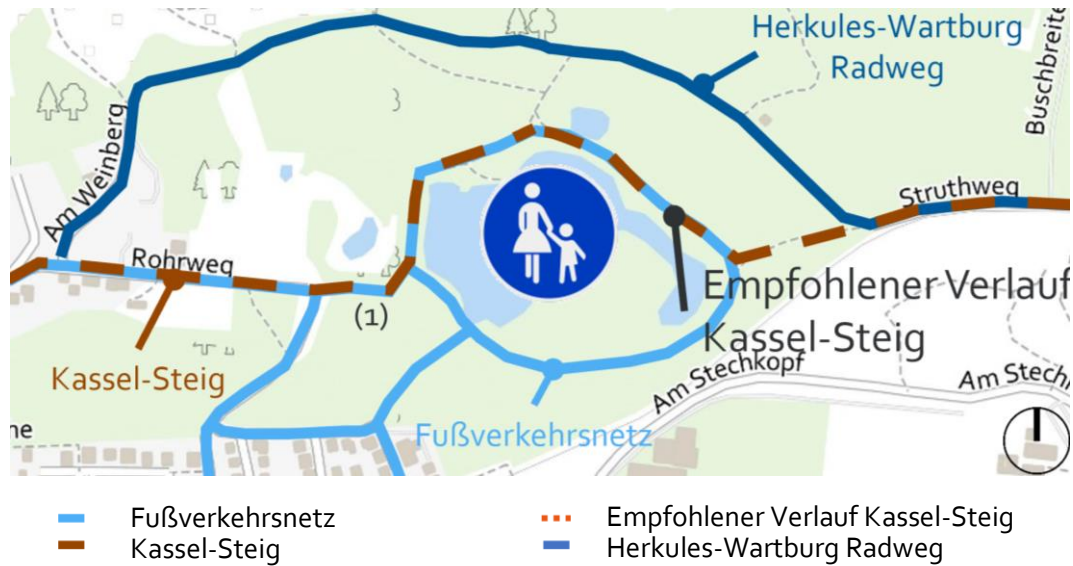 Herkules-Wartburg
Radweg
Buschbreite
Am Weinberg
Struthweg
Rohrweg
(1)
Empfohlener Verlauf
Kassel-Steig
Kassel-Steig
Am Stechkopf
Am Stech
ne
Fußverkehrsnetz
Fußverkehrsnetz
Kassel-Steig
Empfohlener Verlauf Kassel-Steig
Herkules-Wartburg Radweg